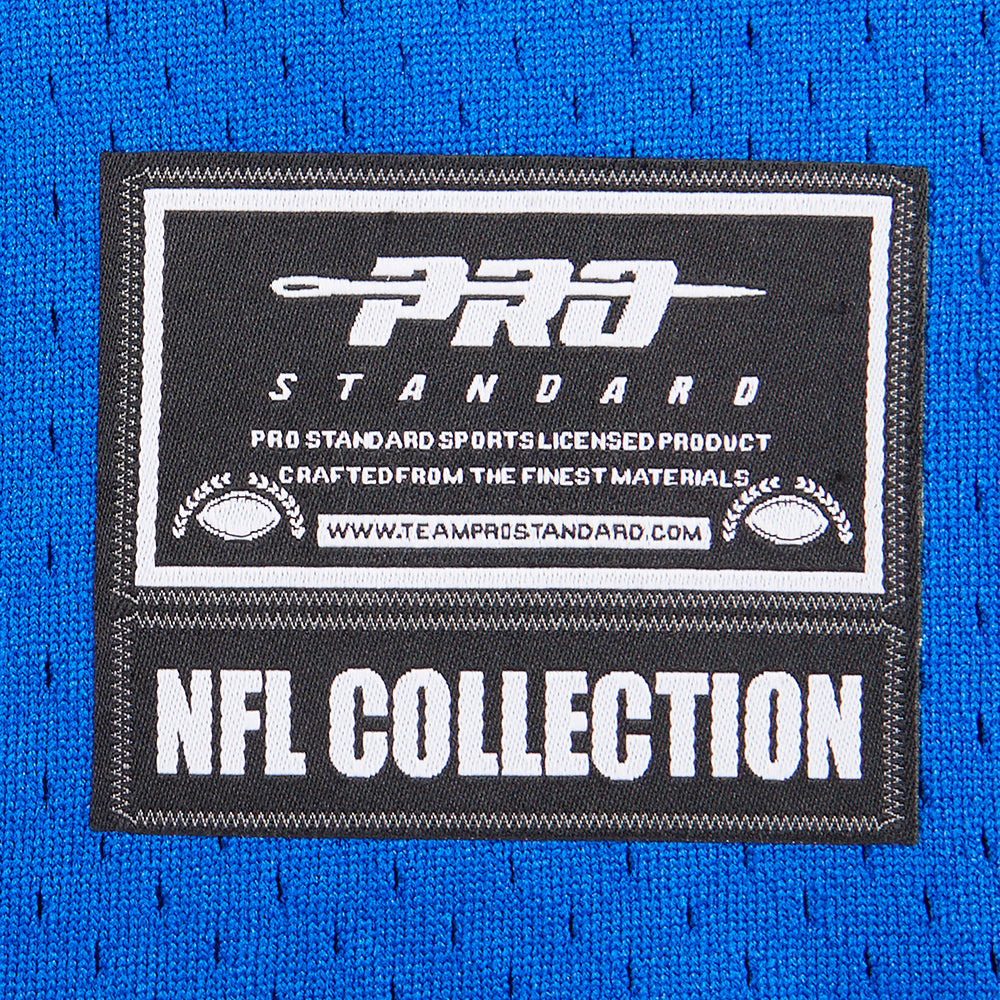 PRO
STANDARD
PRO STANDARD SPORTS LICENSED PRODUCT
CRAFTED FROM THE FINEST MATERIALS
WWW.TEAMPROSTANDARD.COM
NFL COLLECTION